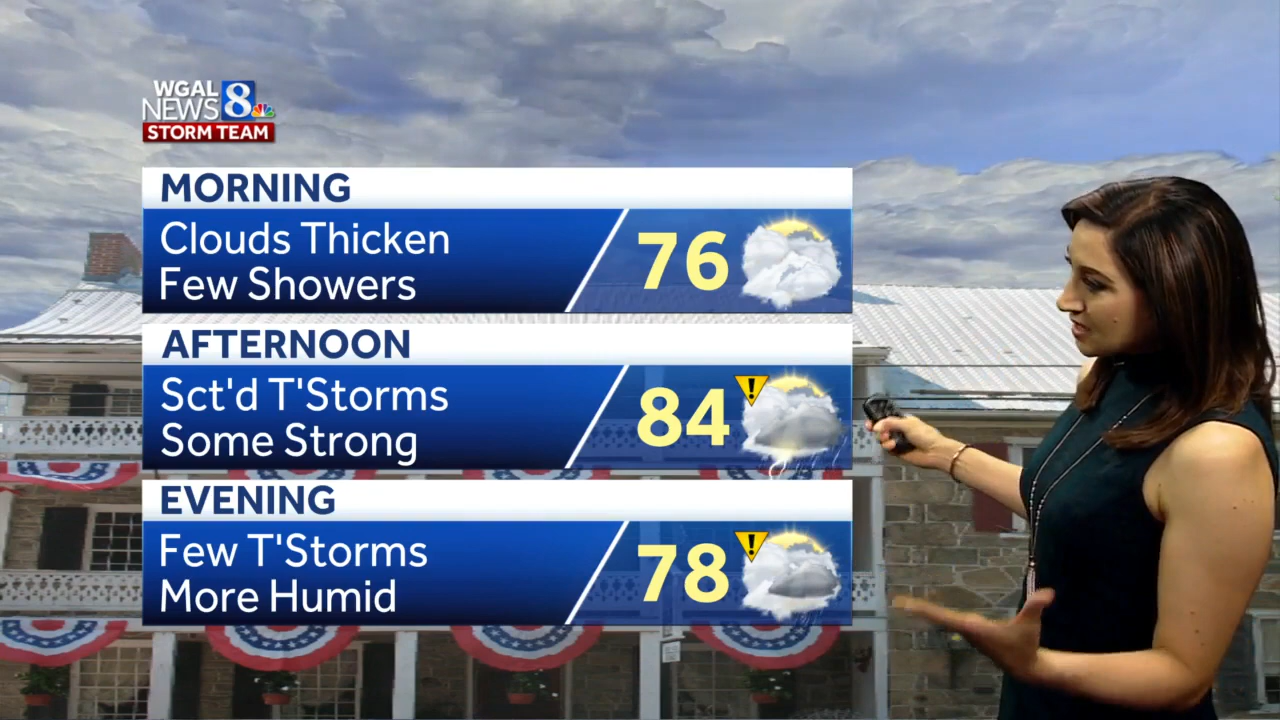 WGAL
NEWS 8
STORM TEAM
MORNING
Clouds Thicken
Few Showers
76
AFTERNOON
Sct'd T'Storms
Some Strong
84
!
EVENING
Few T'Storms
More Humid
78
!